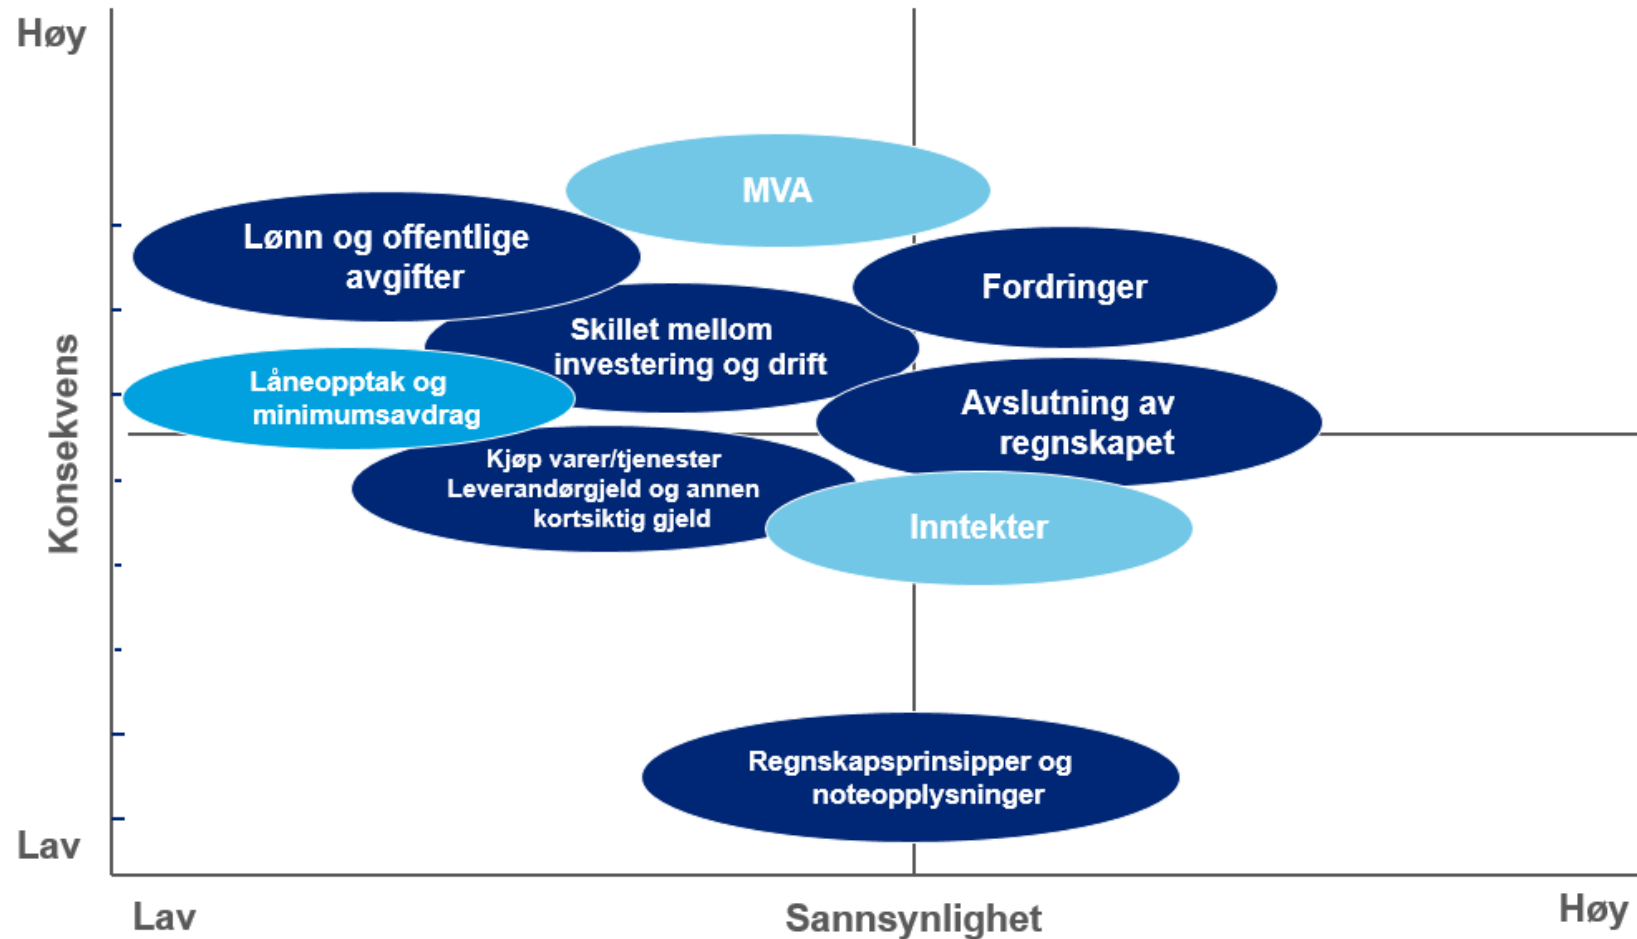 Høy
MVA
Lønn og offentlige
avgifter
Fordringer
Skillet mellom
investering og drift
Låneopptak og
minimumsavdrag
Avslutning av
regnskapet
Konsekvens
Kjøp varer/tjenester
Leverandørgjeld og annen
kortsiktig gjeld
Inntekter
Regnskapsprinsipper og
noteopplysninger
Lav
Lav
Sannsynlighet
Høy